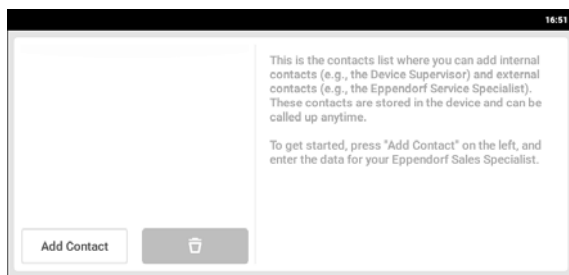 16:51
This is the contacts list where you can add internal
contacts (e.g., the Device Supervisor) and external
contacts (e.g., the Eppendorf Service Specialist).
These contacts are stored in the device and can be
called up anytime.
To get started, press "Add Contact" on the left, and
enter the data for your Eppendorf Sales Specialist.
Add Contact